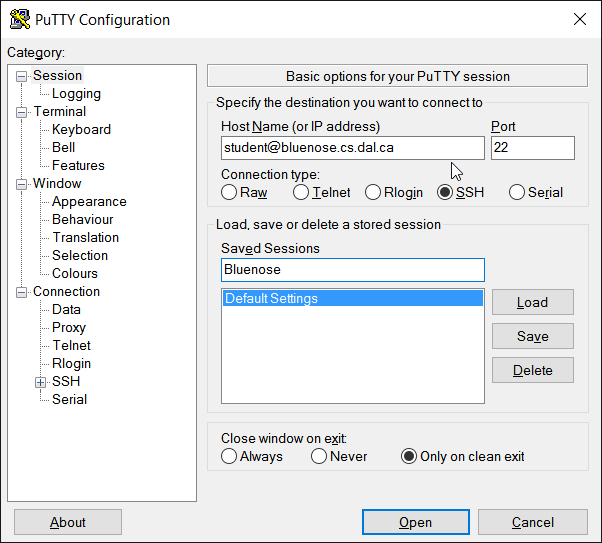 PuTTY Configuration
Category:
Session
Logging
Terminal
Keyboard
Bell
Features
Window
Appearance
Behaviour
Translation
Selection
Colours
Connection
Data
Proxy
Telnet
Rlogin
SSH
Serial
Basic options for your PuTTY session
Specify the destination you want to connect to
Host Name (or IP address) Port
student@bluenose.cs.dal.ca 22
Connection type:
Raw Telnet Rlogin SSH Serial
Load, save or delete a stored session
Saved Sessions
Bluenose
Default Settings
Load
Save
Delete
Close window on exit:
Always Never Only on clean exit
About Open Cancel